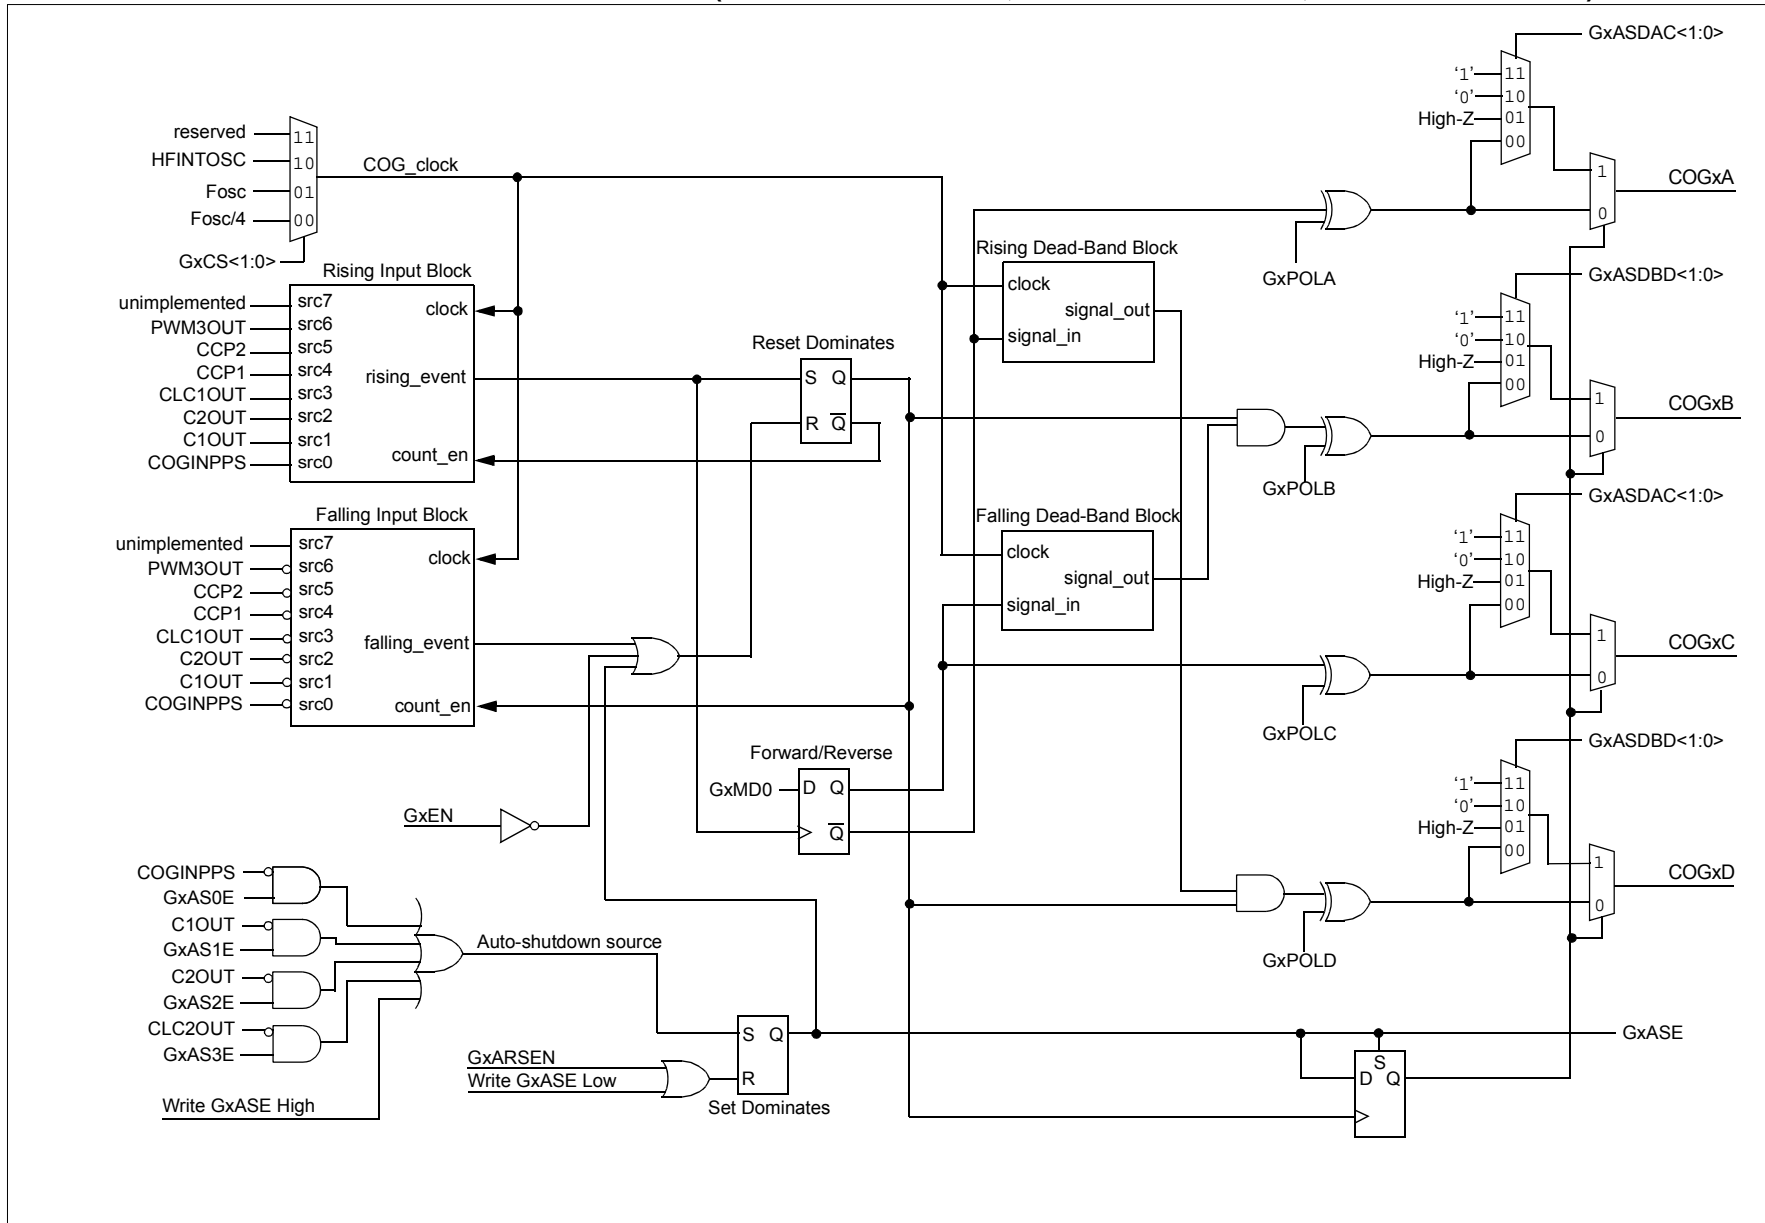 GxASDAC<1:0>
'1' 11
'0' 10
High-Z 01
00
1
0
COGxA
GxPOLA
reserved 11
HFINTOSC 10
Fosc 01
Fosc/4 00
GxCS<1:0>
COG_clock
Rising Input Block
unimplemented src7
PWM3OUT src6
CCP2 src5
CCP1 src4
CLC1OUT src3
C2OUT src2
C1OUT src1
COGINPPS src0
clock
rising_event
count_en
Reset Dominates
S Q
R Q
Rising Dead-Band Block
clock
signal_out
signal_in
GxASDBD<1:0>
'1' 11
'0' 10
High-Z 01
00
1
0
COGxB
GxPOLB
Falling Input Block
unimplemented src7
PWM3OUT src6
CCP2 src5
CCP1 src4
CLC1OUT src3
C2OUT src2
C1OUT src1
COGINPPS src0
clock
falling_event
count_en
Falling Dead-Band Block
clock
signal_out
signal_in
GxASDAC<1:0>
'1' 11
'0' 10
High-Z 01
00
1
0
COGxC
GxPOLC
Forward/Reverse
GxMD0 D Q
Q
GxEN
GxASDBD<1:0>
'1' 11
'0' 10
High-Z 01
00
1
0
COGxD
GxPOLD
COGINPPS
GxAS0E
C1OUT
GxAS1E
C2OUT
GxAS2E
CLC2OUT
GxAS3E
Write GxASE High
Auto-shutdown source
GxARSEN
Write GxASE Low
S Q
R
Set Dominates
GxASE
S
D Q